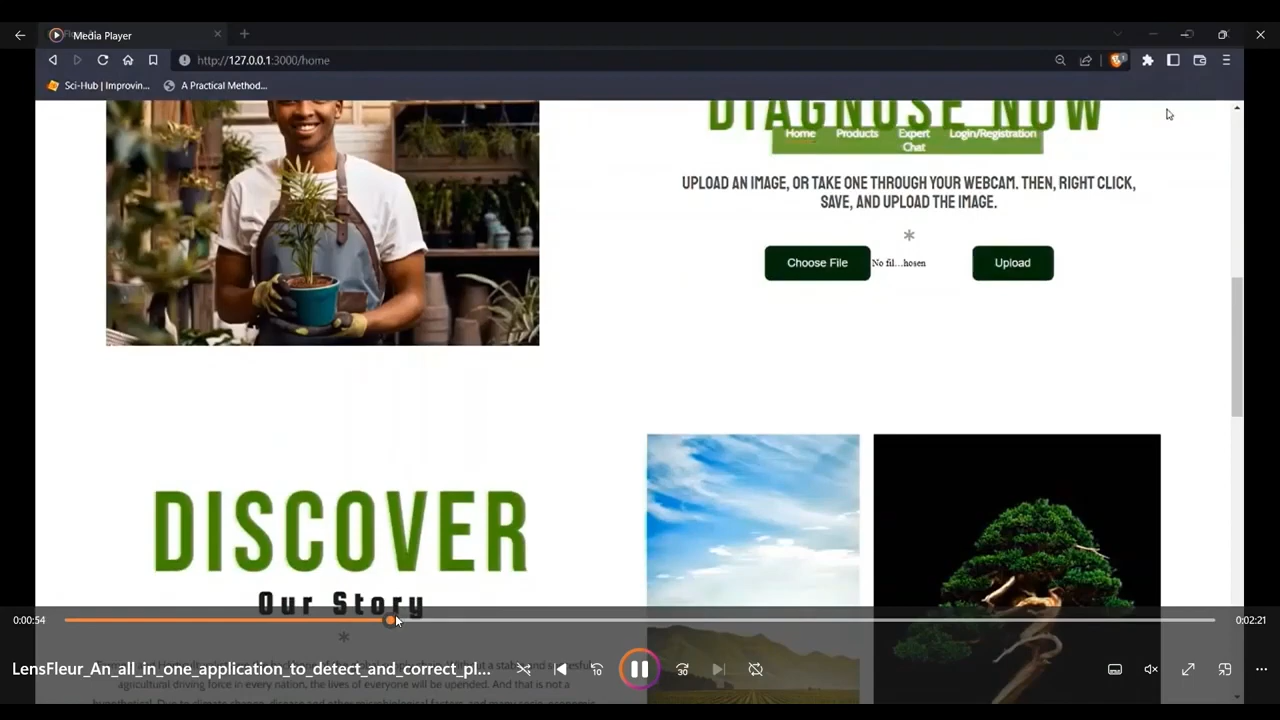 Media Player
http://127.0.0.1:3000/home
Sci-Hub | Improvin...
A Practical Method...
DIAGNOSE NOW
Home Products Expert Chat Login/Registration
UPLOAD AN IMAGE, OR TAKE ONE THROUGH YOUR WEBCAM. THEN, RIGHT CLICK,
SAVE, AND UPLOAD THE IMAGE.
*
Choose File No fil...hosen Upload
DISCOVER
Our Story
*
0:00:54
0:02:21
LensFleur_An_all_in_one_application_to_detect_and_correct_pl...
10
30
agricultural driving force in every nation, the lives of everyone will be upended. And that is not a